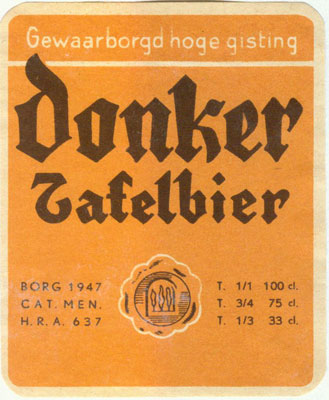 Gewaarborgd hoge gisting
Donker
Tafelbier
BORG 1947
CAT. MEN.
H.R.A. 637
T. 1/1 100 cl.
T. 3/4 75 cl.
T. 1/3 33 cl.